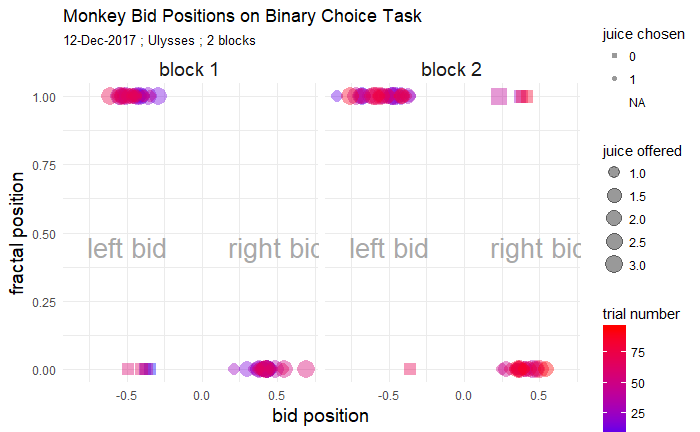 Monkey Bid Positions on Binary Choice Task
12-Dec-2017 ; Ulysses ; 2 blocks
block 1
block 2
fractal position
1.00
0.75
0.50
0.25
0.00
left bid
right bid
left bid
right bid
-0.5
0.0
0.5
-0.5
0.0
0.5
bid position
juice chosen
0
1
NA
juice offered
1.0
1.5
2.0
2.5
3.0
trial number
75
50
25